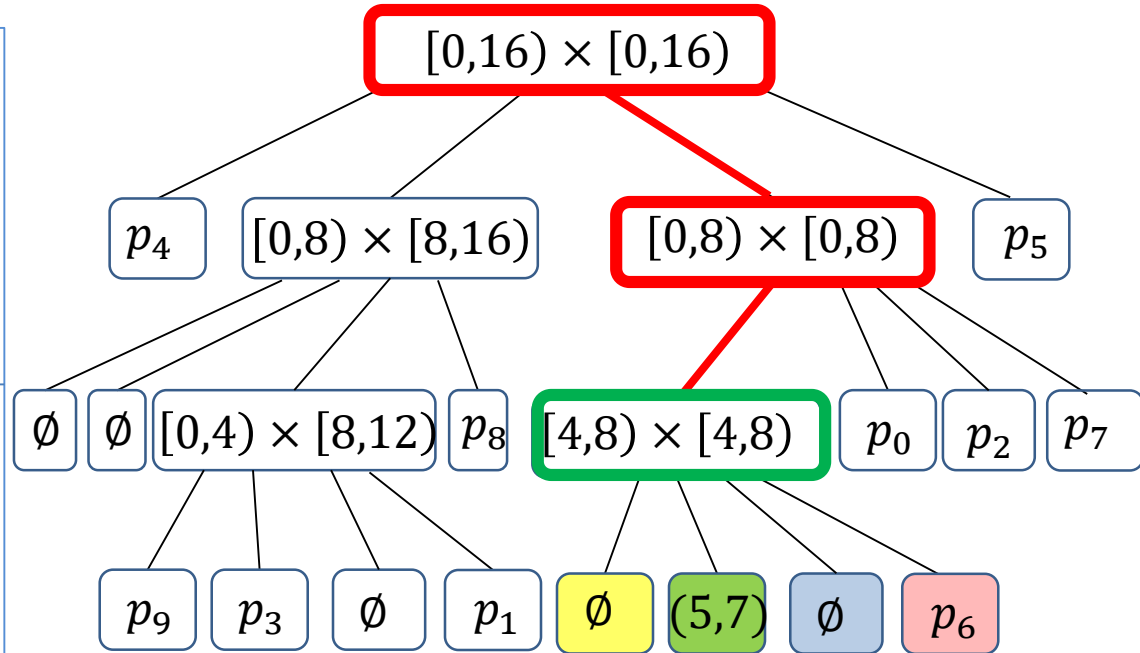 [0,16) × [0,16)
p₄ [0,8) × [8,16) [0,8) × [0,8) p₅
∅ ∅ [0,4) × [8,12) p₈ [4,8) × [4,8) p₀ p₂ p₇
p₉ p₃ ∅ p₁ ∅ (5,7) ∅ p₆